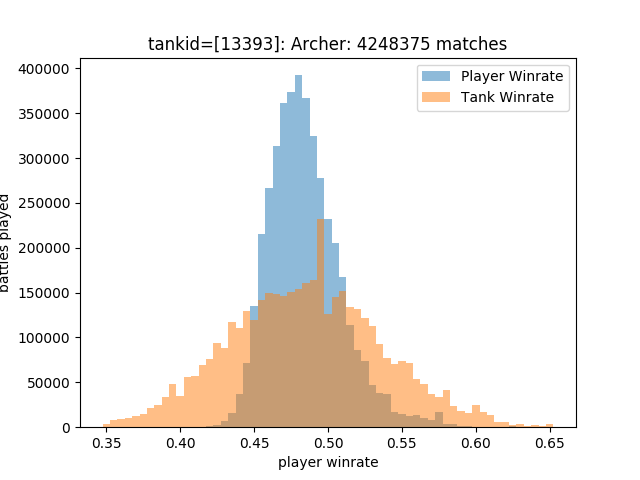 tankid=[13393]: Archer: 4248375 matches
Player Winrate
Tank Winrate
400000
350000
300000
250000
200000
150000
100000
50000
0
battles played
0.35 0.40 0.45 0.50 0.55 0.60 0.65
player winrate